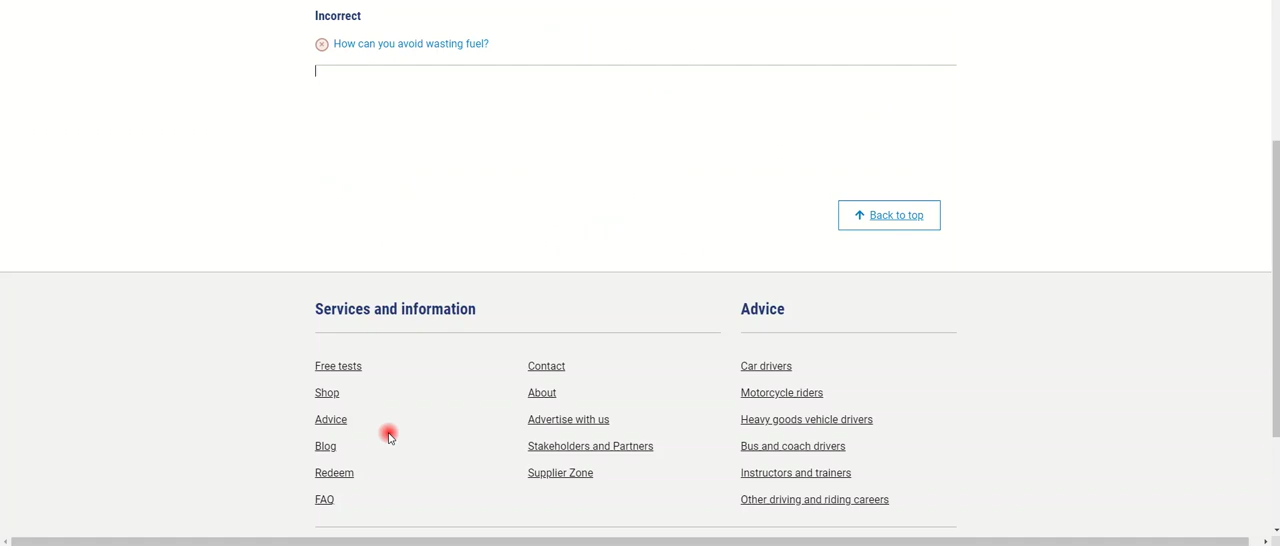 Incorrect
How can you avoid wasting fuel?
Back to top
Services and information
Advice
Free tests
Contact
Car drivers
Shop
About
Motorcycle riders
Advice
Advertise with us
Heavy goods vehicle drivers
Blog
Stakeholders and Partners
Bus and coach drivers
Redeem
Supplier Zone
Instructors and trainers
FAQ
Other driving and riding careers